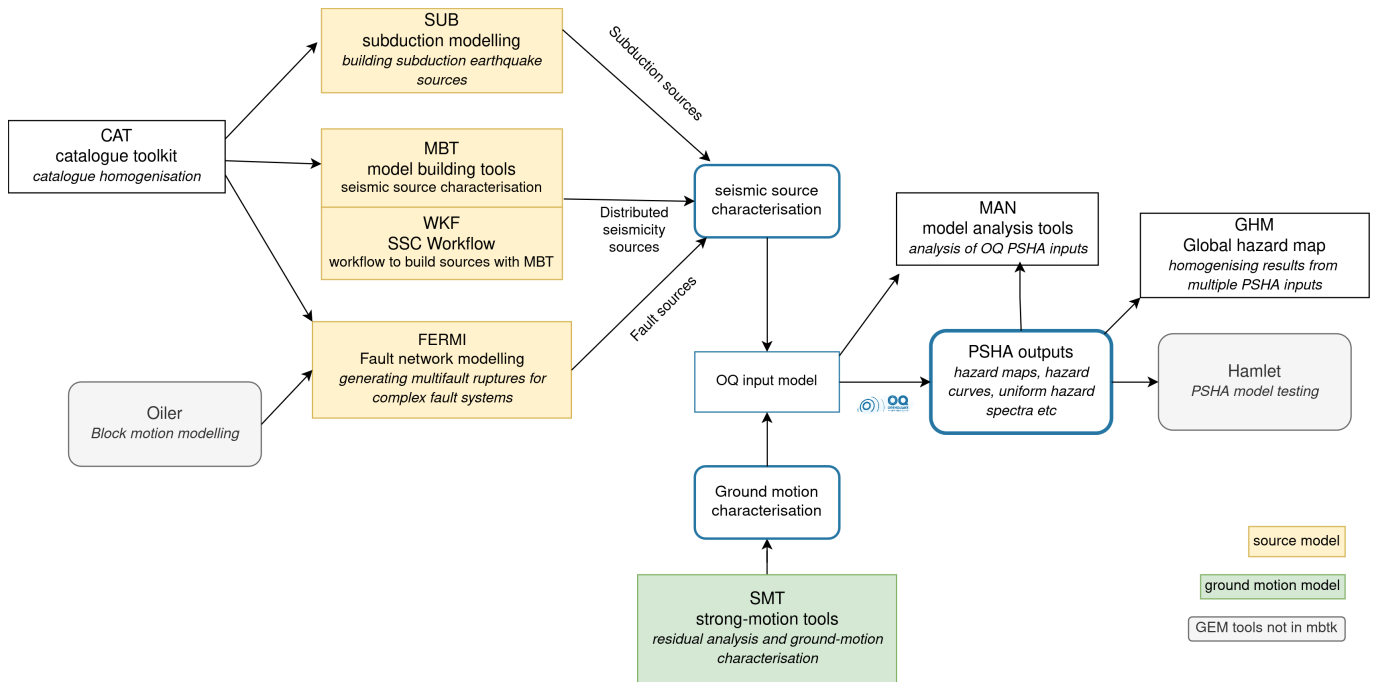 SUB
subduction modelling
building subduction earthquake
sources
Subduction sources
CAT
catalogue toolkit
catalogue homogenisation
MBT
model building tools
seismic source characterisation
WKF
SSC Workflow
workflow to build sources with MBT
Distributed
seismicity
sources
seismic source
characterisation
MAN
model analysis tools
analysis of OQ PSHA inputs
GHM
Global hazard map
homogenising results from
multiple PSHA inputs
Fault sources
FERMI
Fault network modelling
generating multifault ruptures for
complex fault systems
Oiler
Block motion modelling
OQ input model
OQ
PSHA outputs
hazard maps, hazard
curves, uniform hazard
spectra etc
Hamlet
PSHA model testing
Ground motion
characterisation
SMT
strong-motion tools
residual analysis and ground-motion
characterisation
source model
ground motion model
GEM tools not in mbtk